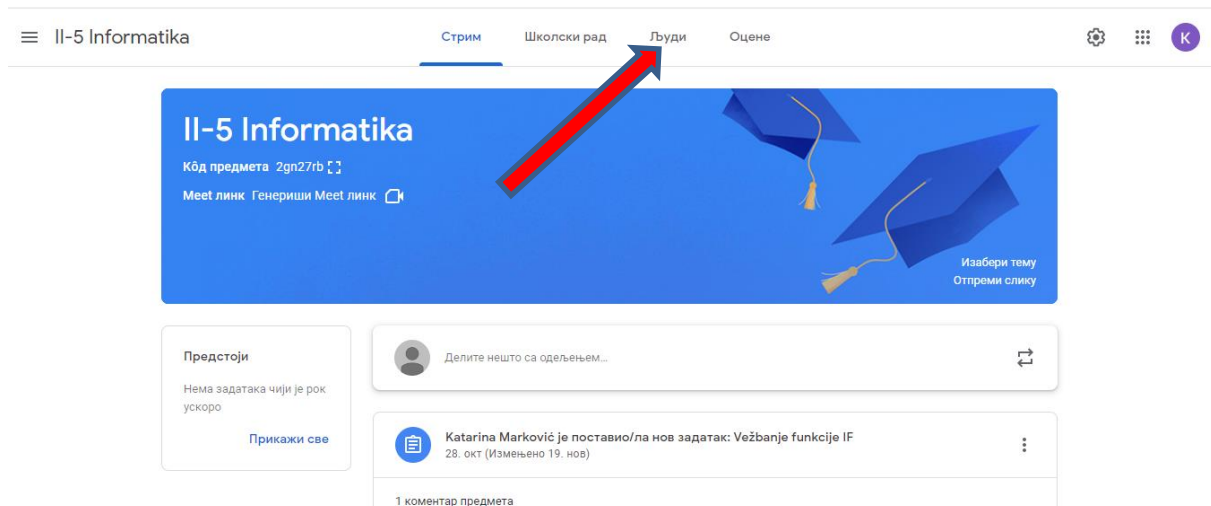 II-5 Informatika
Стрим Школски рад Људи Оцене
K
II-5 Informatika
Кôд предмета 2gn27rb
Meet линк Генериши Meet линк
Изабери тему
Отпреми слику
Предстоји
Нема задатака чији је рок
ускоро
Прикажи све
Делите нешто са одељењем...
Katarina Marković је поставио/ла нов задатак: Vežbanje funkcije IF
28. окт (Измењено 19. нов)
1 коментар предмета